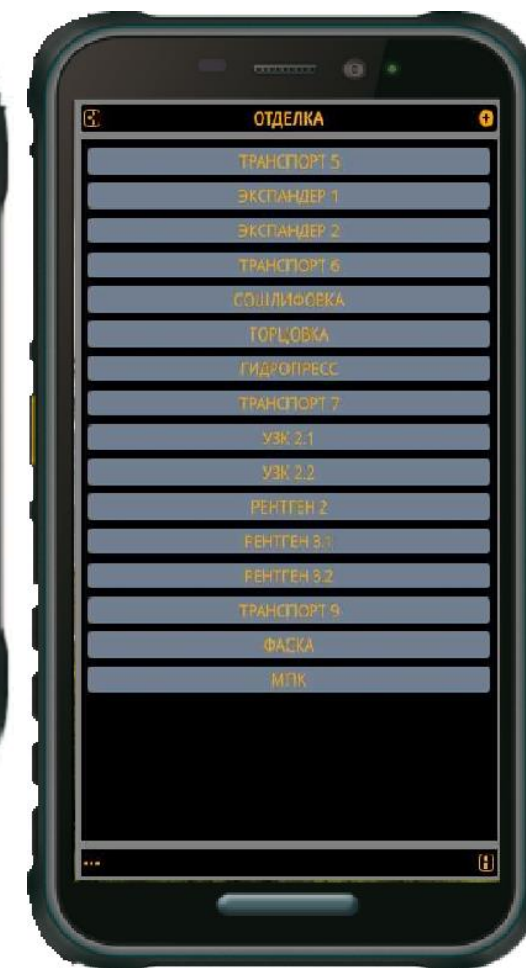 ОТДЕЛКА
ТРАНСПОРТ 5
ЭКСПАНДЕР 1
ЭКСПАНДЕР 2
ТРАНСПОРТ 6
СОШЛИФОВКА
ТОРЦОВКА
ГИДРОПРЕСС
ТРАНСПОРТ 7
УЗК 2.1
УЗК 2.2
РЕНТГЕН 2
РЕНТГЕН 3.1
РЕНТГЕН 3.2
ТРАНСПОРТ 9
ФАСКА
МПК